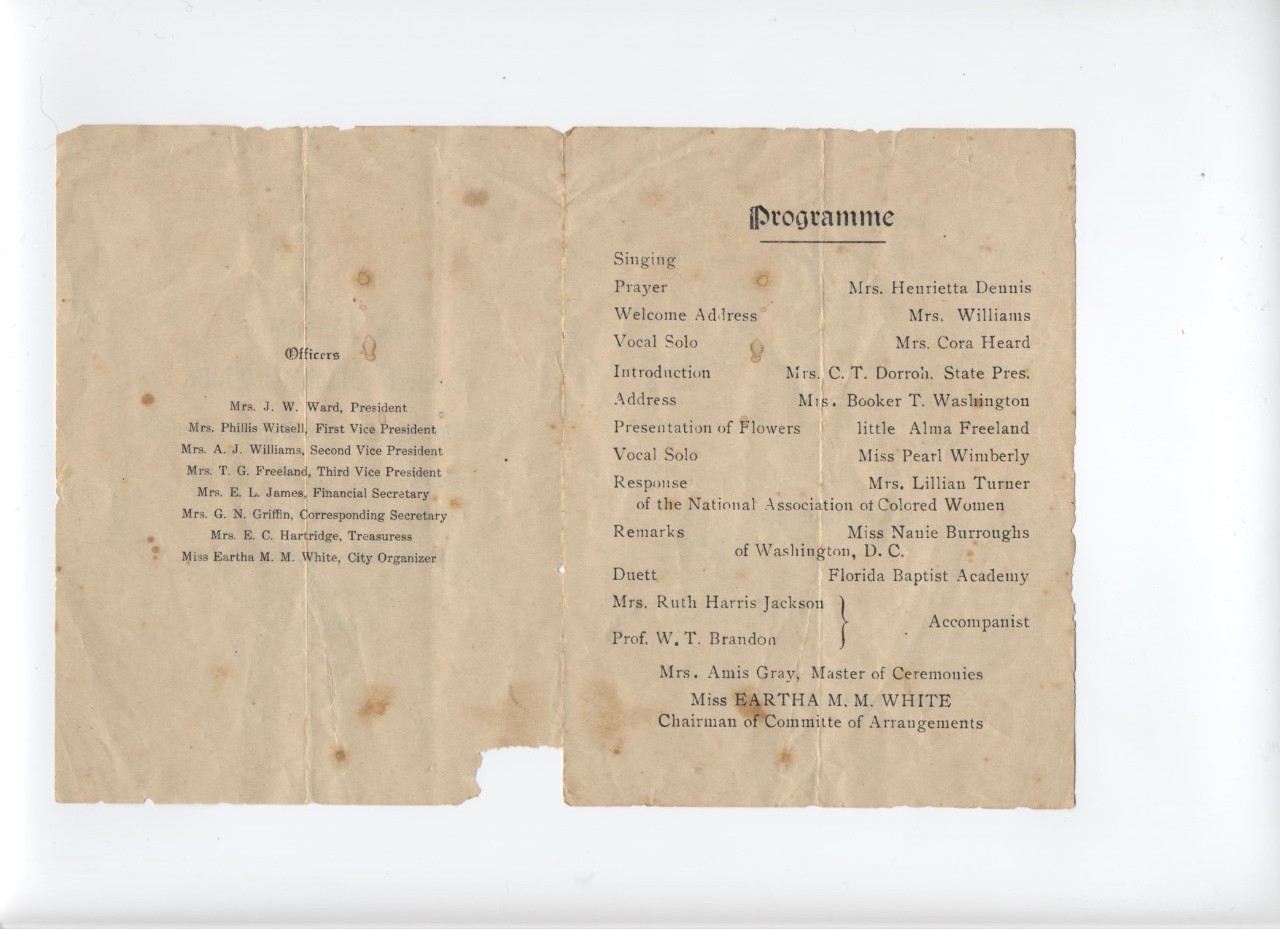 Officers
Mrs. J. W. Ward, President
Mrs. Phillis Witsell, First Vice President
Mrs. A. J. Williams, Second Vice President
Mrs. T. G. Freeland, Third Vice President
Mrs. E. L. James, Financial Secretary
Mrs. G. N. Griffin, Corresponding Secretary
Mrs. E. C. Hartridge, Treasuress
Miss Eartha M. M. White, City Organizer
Programme
Singing
Prayer Mrs. Henrietta Dennis
Welcome Address Mrs. Williams
Vocal Solo Mrs. Cora Heard
Introduction Mrs. C. T. Dorroh. State Pres.
Address Mrs. Booker T. Washington
Presentation of Flowers little Alma Freeland
Vocal Solo Miss Pearl Wimberly
Response Mrs. Lillian Turner
of the National Association of Colored Women
Remarks Miss Nanie Burroughs
of Washington, D. C.
Duett Florida Baptist Academy
Mrs. Ruth Harris Jackson
Accompanist
Prof. W. T. Brandon
Mrs. Amis Gray, Master of Ceremonies
Miss EARTHA M. M. WHITE
Chairman of Committe of Arrangements